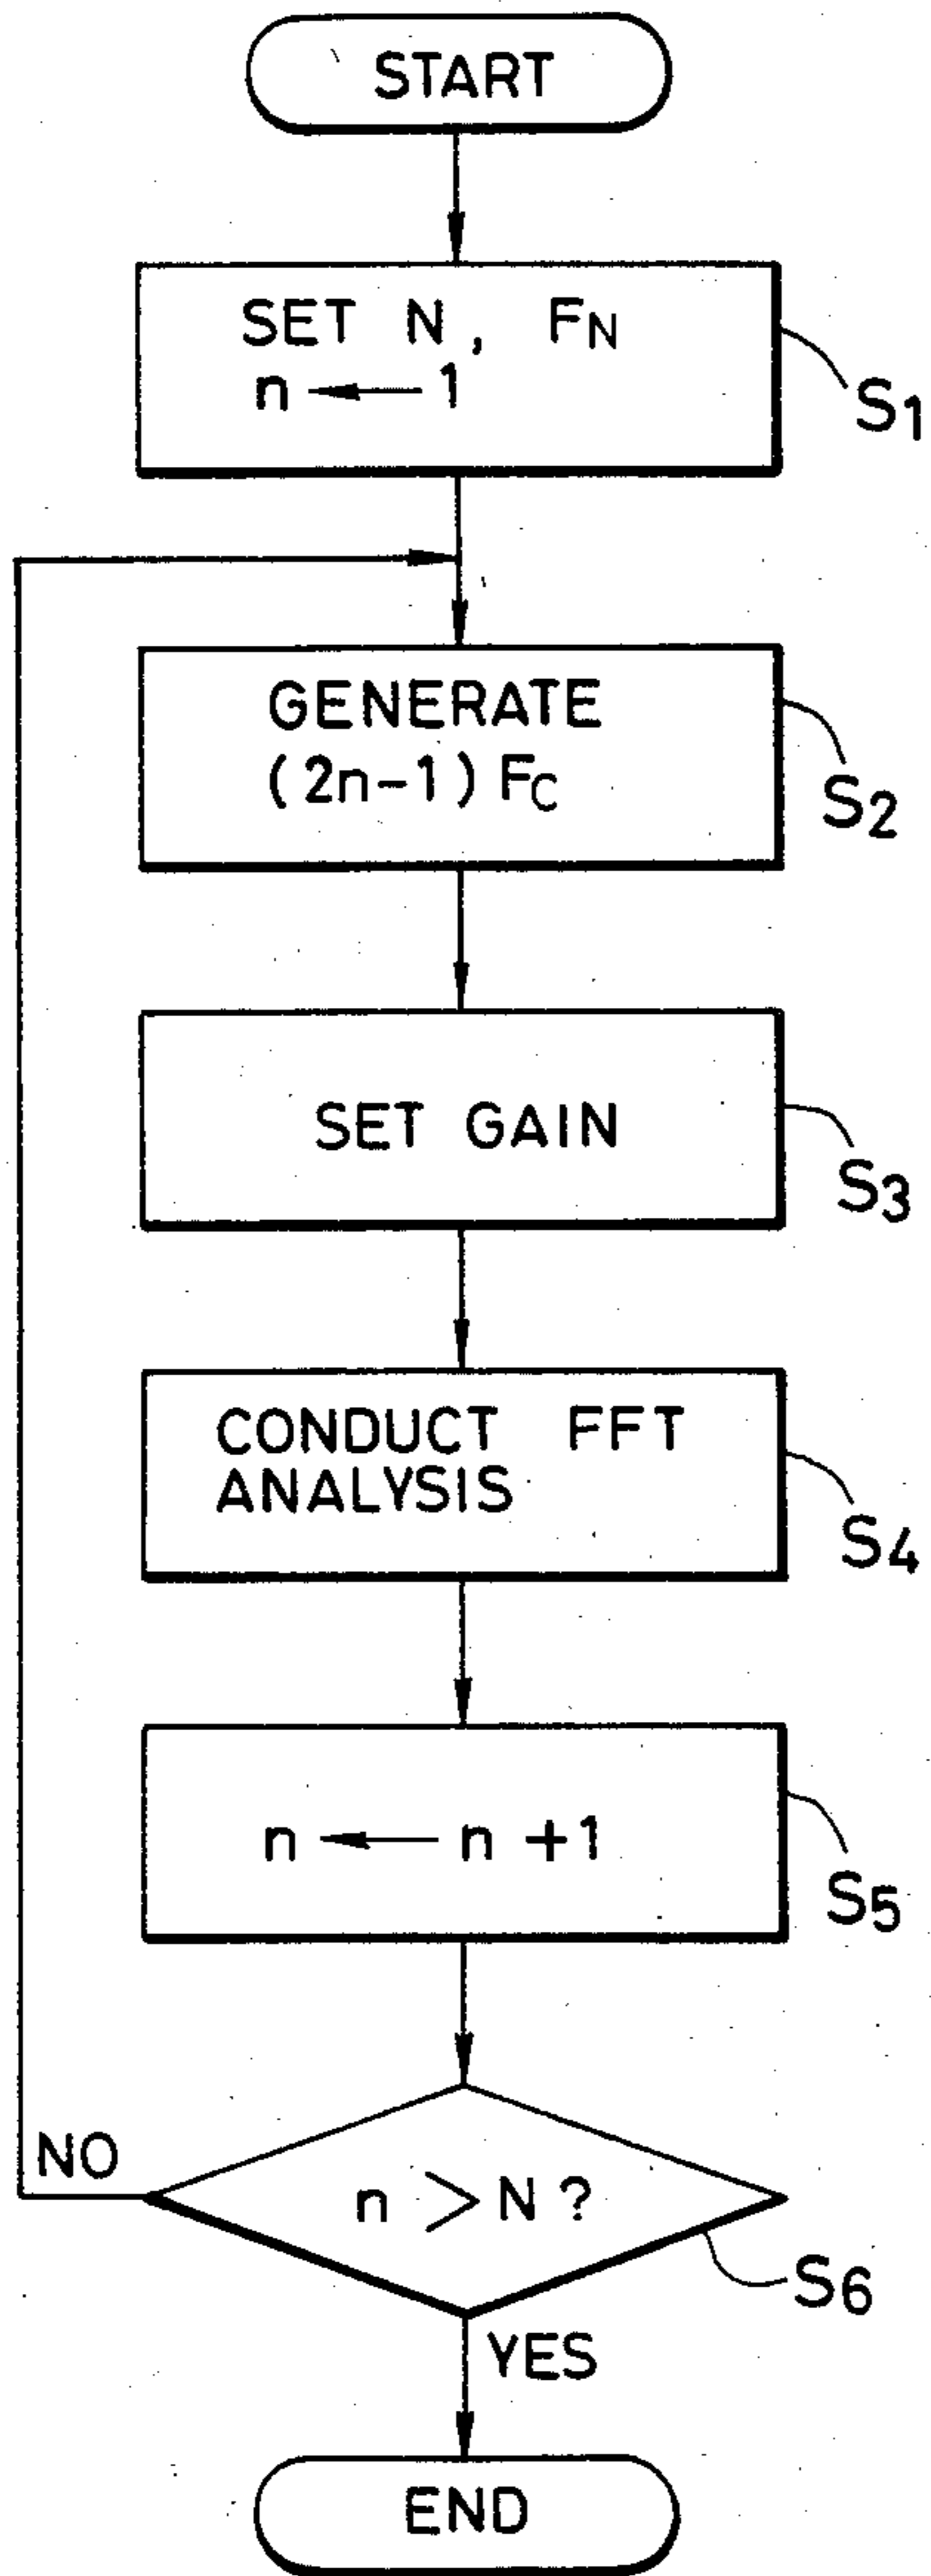 START
SET N, FN
n ← 1
S1
GENERATE
(2n-1) FC
S2
SET GAIN
S3
CONDUCT FFT
ANALYSIS
S4
n ← n +1
S5
NO
n > N ?
S6
YES
END